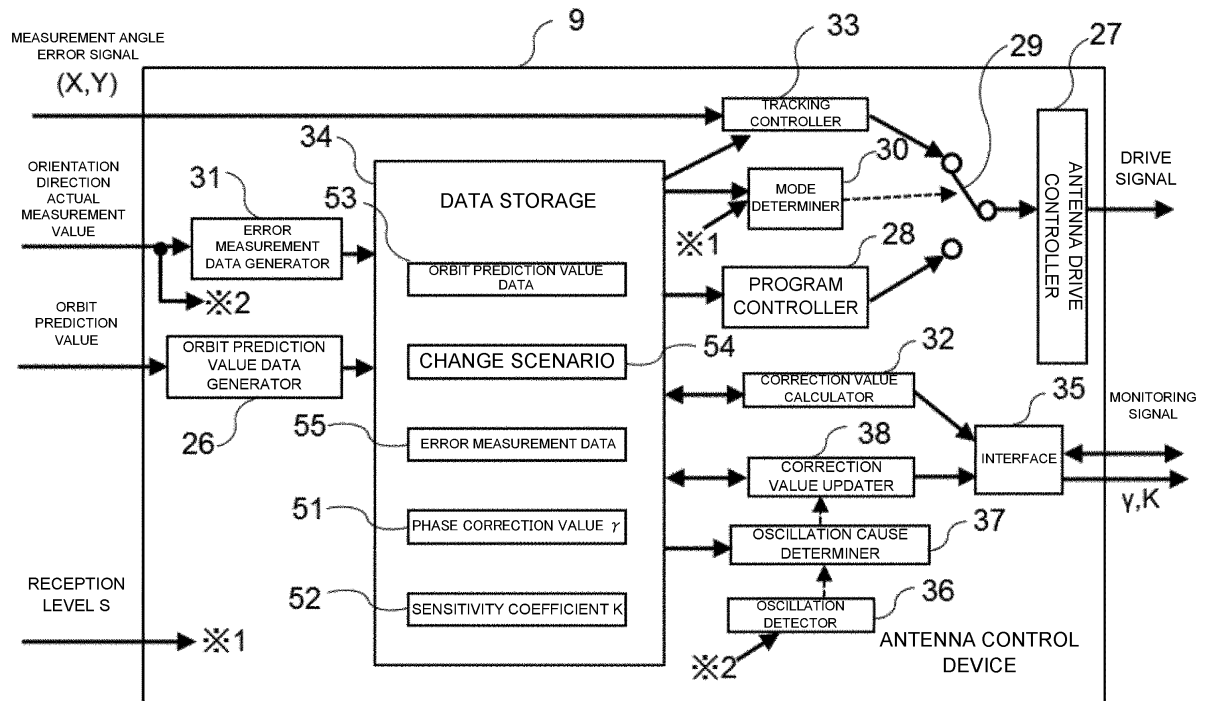 9
MEASUREMENT ANGLE
ERROR SIGNAL
(X,Y)
33
TRACKING
CONTROLLER
29
27
ANTENNA DRIVE
CONTROLLER
DRIVE
SIGNAL
34
DATA STORAGE
30
MODE
DETERMINER
※1
ORIENTATION
DIRECTION
ACTUAL
MEASUREMENT
VALUE
31
ERROR
MEASUREMENT
DATA GENERATOR
※2
53
ORBIT PREDICTION VALUE
DATA
28
PROGRAM
CONTROLLER
ORBIT
PREDICTION
VALUE
ORBIT PREDICTION
VALUE DATA
GENERATOR
26
CHANGE SCENARIO
54
32
CORRECTION VALUE
CALCULATOR
35
INTERFACE
MONITORING
SIGNAL
γ,K
55
ERROR MEASUREMENT DATA
38
CORRECTION
VALUE UPDATER
51
PHASE CORRECTION VALUE γ
37
OSCILLATION CAUSE
DETERMINER
52
SENSITIVITY COEFFICIENT K
36
OSCILLATION
DETECTOR
※2
RECEPTION
LEVEL S
※1
ANTENNA CONTROL
DEVICE